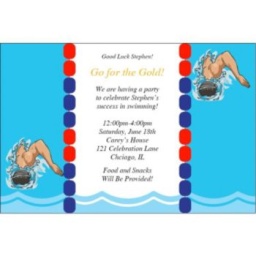 Good Luck Stephen!
Go for the Gold!
We are having a party
to celebrate Stephen's
success in swimming!
12:00pm-4:00pm
Saturday, June 18th
Carey's House
121 Celebration Lane
Chciago, IL
Food and Snacks
Will Be Provided!